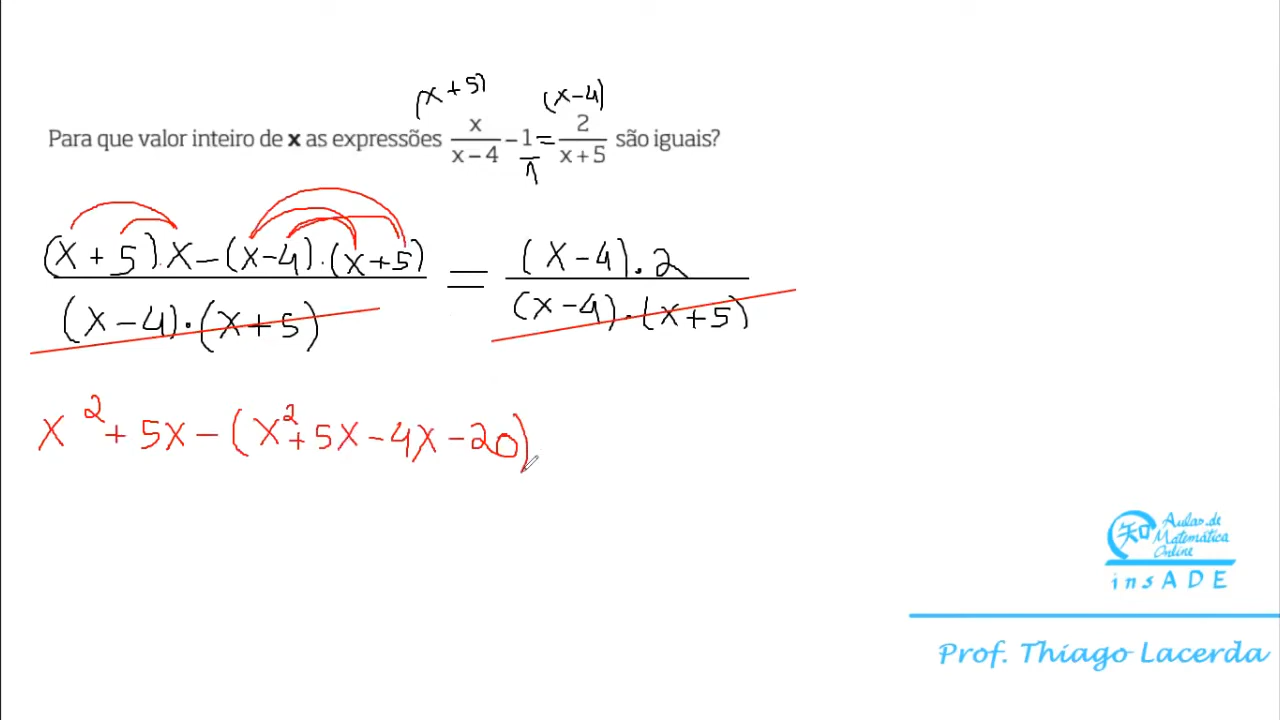 (x + 5) (x - 4)
Para que valor inteiro de x as expressões x/(x - 4) - 1/1 = 2/(x + 5) são iguais?
(x + 5).x - (x - 4).(x + 5) = (x - 4).2
(x - 4).(x + 5) (x - 4).(x + 5)
x² + 5x - (x² + 5x - 4x - 20)
知
Aulas de
Matemática
Online
insADE
Prof. Thiago Lacerda